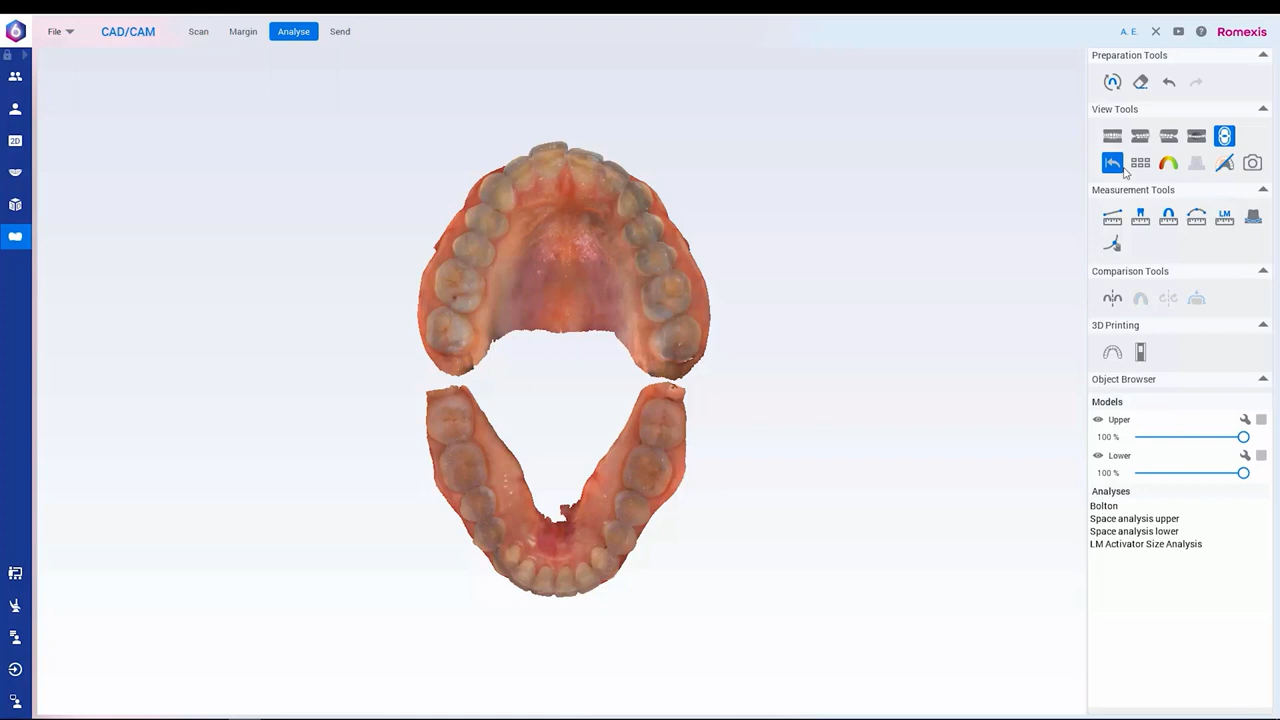 File
CAD/CAM
Scan
Margin
Analyse
Send
A. E.
Romexis
Preparation Tools
View Tools
Measurement Tools
LM
Comparison Tools
3D Printing
Object Browser
Models
Upper
100 %
Lower
100 %
Analyses
Bolton
Space analysis upper
Space analysis lower
LM Activator Size Analysis
6
2D